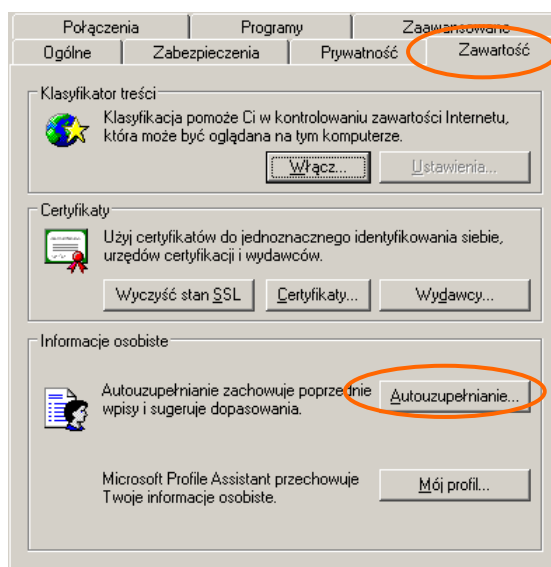 Połączenia Programy Zaawansowane
Ogólne Zabezpieczenia Prywatność Zawartość
Klasyfikator treści
Klasyfikacja pomoże Ci w kontrolowaniu zawartości Internetu,
która może być oglądana na tym komputerze.
Włącz... Ustawienia...
Certyfikaty
Użyj certyfikatów do jednoznacznego identyfikowania siebie,
urzędów certyfikacji i wydawców.
Wyczyść stan SSL Certyfikaty... Wydawcy...
Informacje osobiste
Autouzupełnianie zachowuje poprzednie
wpisy i sugeruje dopasowania.
Autouzupełnianie...
Microsoft Profile Assistant przechowuje
Twoje informacje osobiste.
Mój profil...